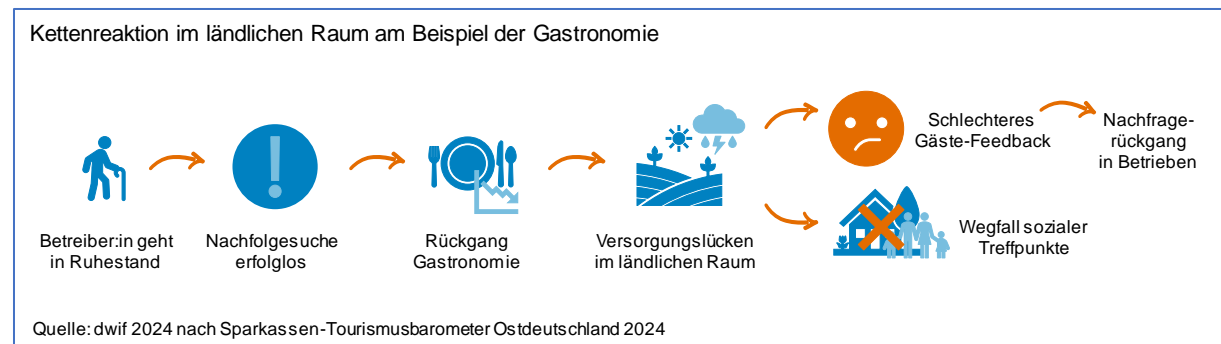 Kettenreaktion im ländlichen Raum am Beispiel der Gastronomie
Betreiber:in geht
in Ruhestand
Nachfolgesuche
erfolglos
Rückgang
Gastronomie
Versorgungslücken
im ländlichen Raum
Schlechteres
Gäste-Feedback
Nachfrage-
rückgang
in Betrieben
Wegfall sozialer
Treffpunkte
Quelle: dwif 2024 nach Sparkassen-Tourismusbarometer Ostdeutschland 2024